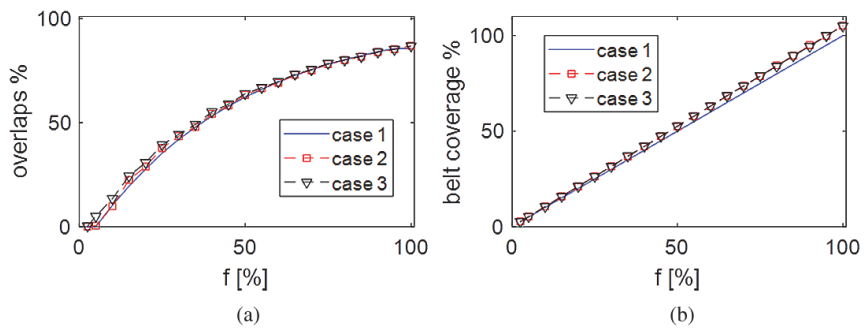 100
50
0
overlaps %
case 1
case 2
case 3
0
50
100
f [%]
(a)
100
50
0
belt coverage %
case 1
case 2
case 3
0
50
100
f [%]
(b)